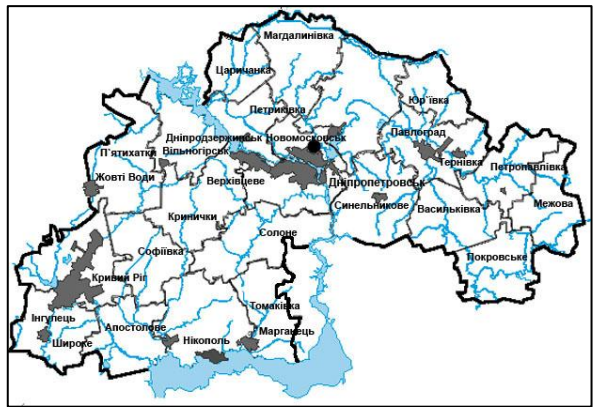 Магдалинівка
Царичанка
Юр'ївка
Петриківка
Дніпродзержинськ Новомосковськ
Павлоград
П'ятихатки
Вільногірськ
Тернівка
Петропавлівка
Жовті Води
Верхівцеве
Дніпропетровськ
Синельникове
Васильківка
Межова
Кринички
Солоне
Софіївка
Покровське
Кривий Ріг
Томаківка
Інгулець
Апостолове
Марганець
Широке
Нікополь